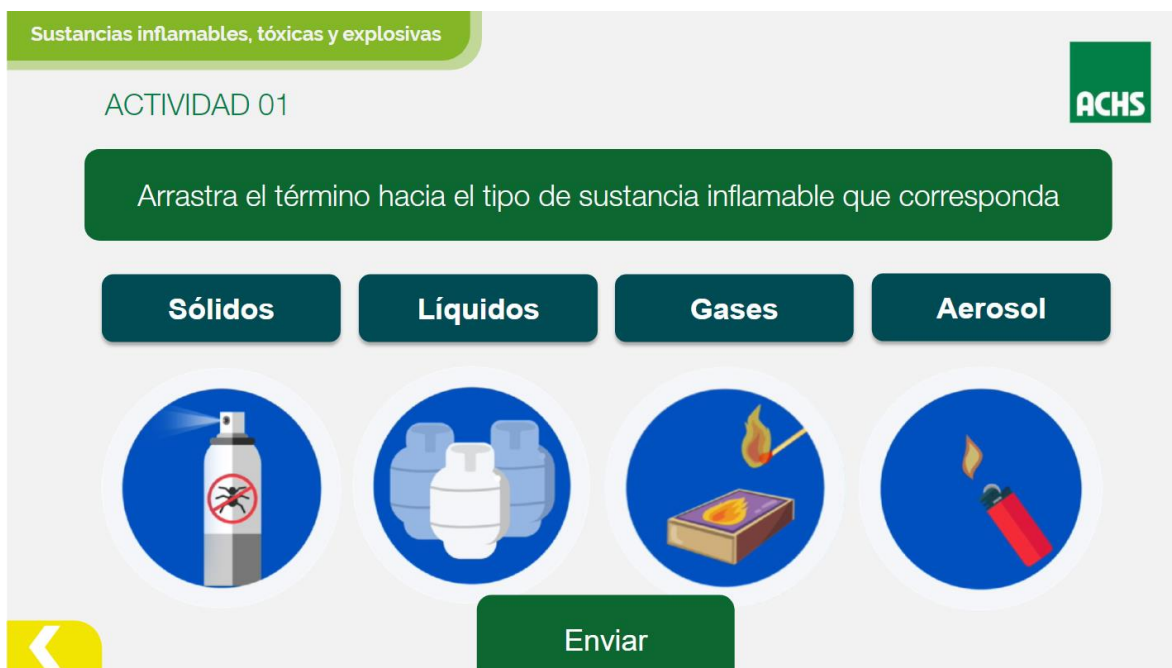 Sustancias inflamables, tóxicas y explosivas
ACTIVIDAD 01
ACHS
Arrastra el término hacia el tipo de sustancia inflamable que corresponda
Sólidos
Líquidos
Gases
Aerosol
Enviar